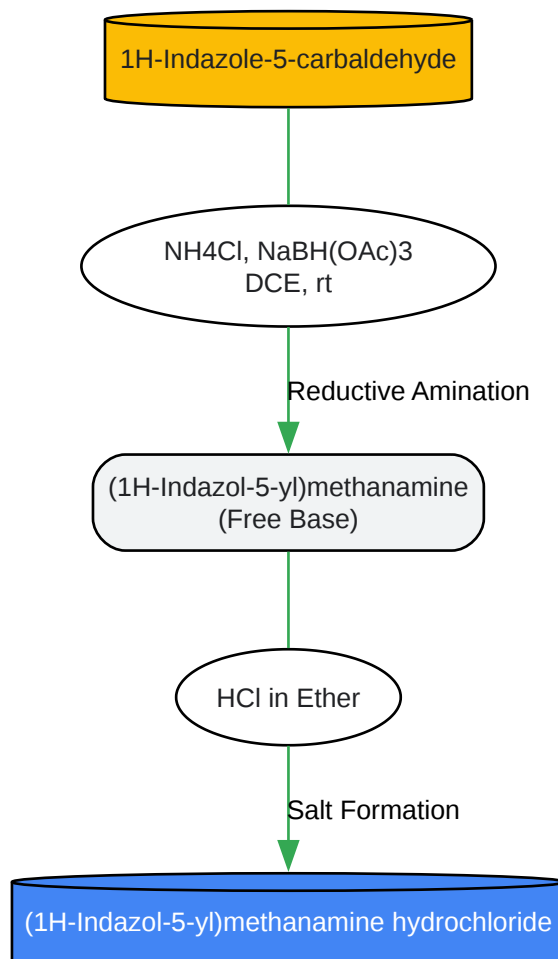 1H-Indazole-5-carbaldehyde
NH4Cl, NaBH(OAc)3
DCE, rt
Reductive Amination
(1H-Indazol-5-yl)methanamine
(Free Base)
HCl in Ether
Salt Formation
(1H-Indazol-5-yl)methanamine hydrochloride